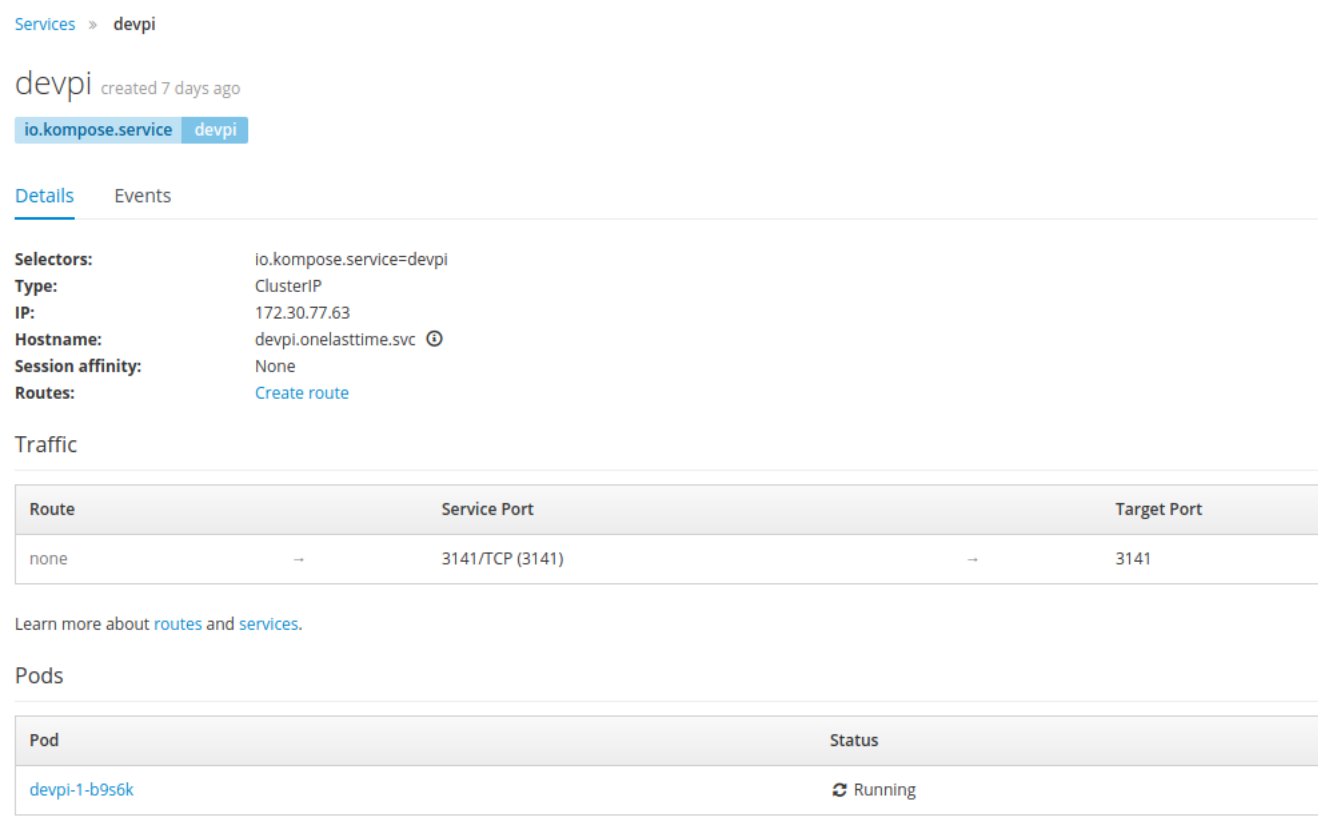 Services » devpi
devpi created 7 days ago
io.kompose.service devpi
Details Events
Selectors: io.kompose.service=devpi
Type: ClusterIP
IP: 172.30.77.63
Hostname: devpi.onelasttime.svc
Session affinity: None
Routes: Create route
Traffic
Route Service Port Target Port
none → 3141/TCP (3141) → 3141
Learn more about routes and services.
Pods
Pod Status
devpi-1-b9s6k Running